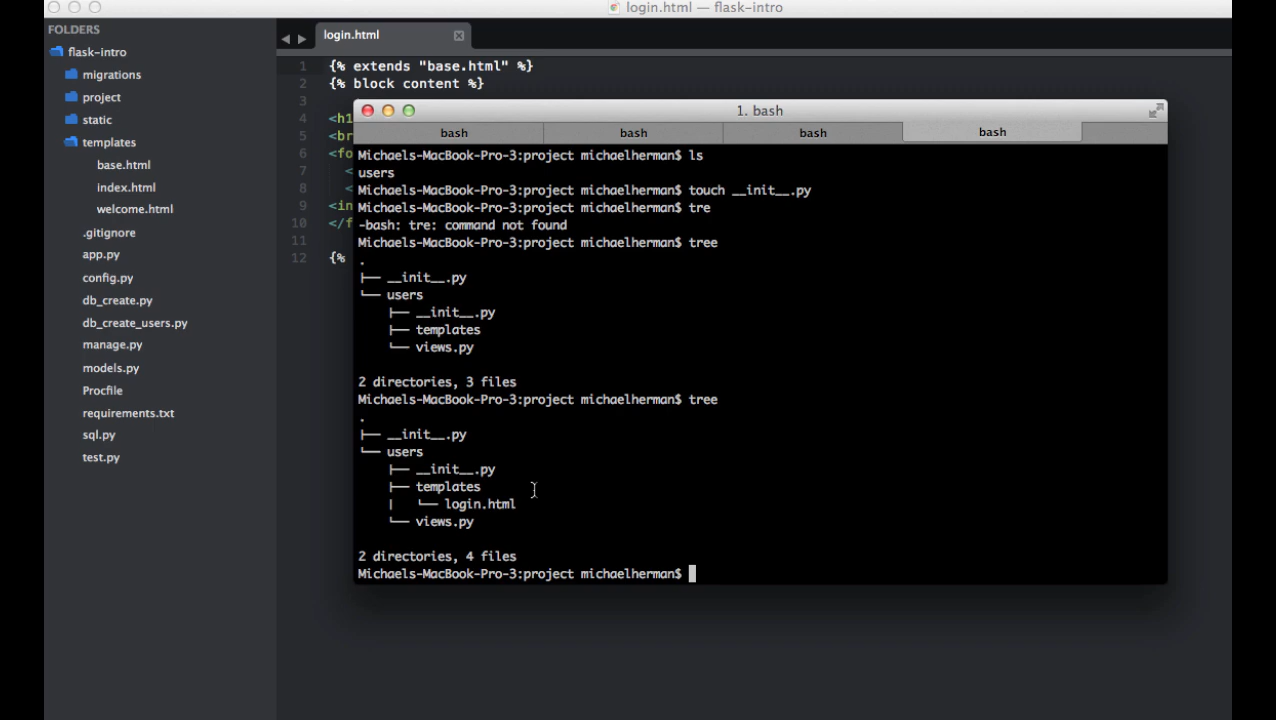 login.html — flask-intro
FOLDERS
flask-intro
migrations
project
static
templates
base.html
index.html
welcome.html
.gitignore
app.py
config.py
db_create.py
db_create_users.py
manage.py
models.py
Procfile
requirements.txt
sql.py
test.py
login.html
1 {% extends "base.html" %}
2 {% block content %}
3
4 <h1
5 <br
6 <fo
7 <
8 <
9 <in
10 </f
11
12 {%
1. bash
bash bash bash bash
Michaels-MacBook-Pro-3:project michaelherman$ ls
users
Michaels-MacBook-Pro-3:project michaelherman$ touch __init__.py
Michaels-MacBook-Pro-3:project michaelherman$ tre
-bash: tre: command not found
Michaels-MacBook-Pro-3:project michaelherman$ tree
.
├── __init__.py
└── users
    ├── __init__.py
    ├── templates
    └── views.py
2 directories, 3 files
Michaels-MacBook-Pro-3:project michaelherman$ tree
.
├── __init__.py
└── users
    ├── __init__.py
    ├── templates
    |   └── login.html
    └── views.py
2 directories, 4 files
Michaels-MacBook-Pro-3:project michaelherman$